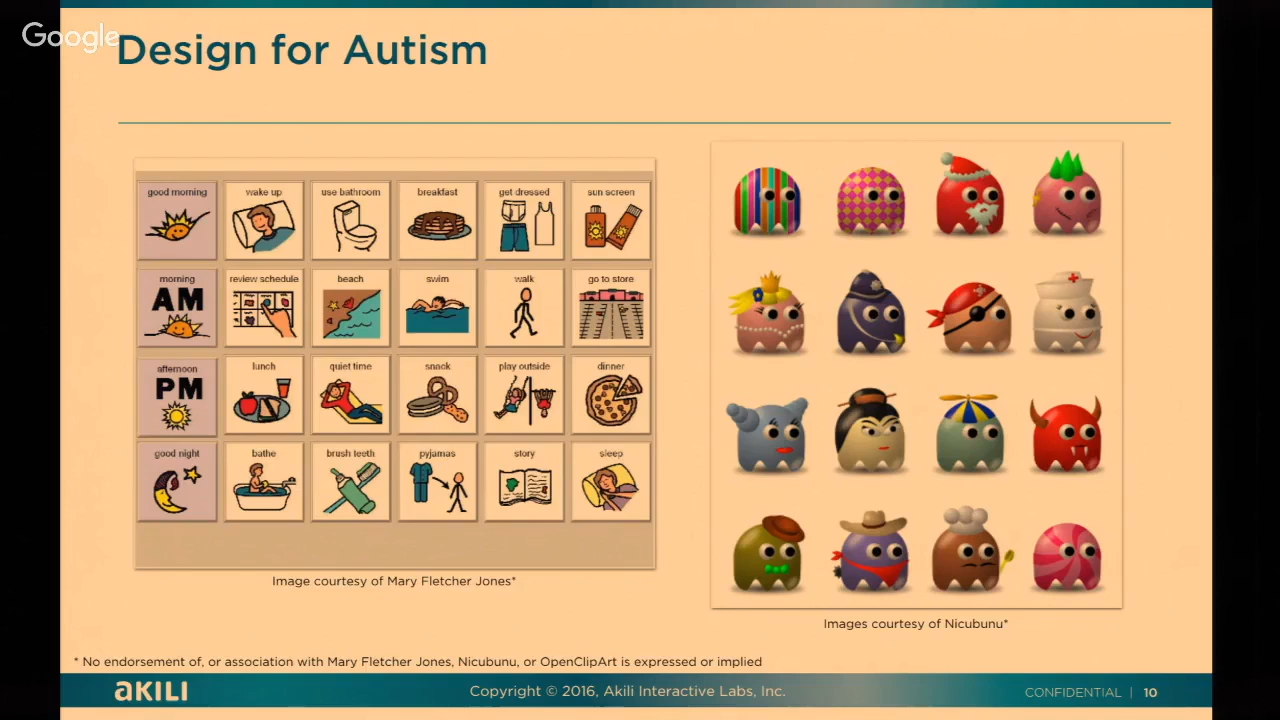 Google
Design for Autism
good morning
wake up
use bathroom
breakfast
get dressed
sun screen
morning
AM
review schedule
beach
swim
walk
go to store
afternoon
PM
lunch
quiet time
snack
play outside
dinner
good night
bathe
brush teeth
pyjamas
story
sleep
Image courtesy of Mary Fletcher Jones*
Images courtesy of Nicubunu*
* No endorsement of, or association with Mary Fletcher Jones, Nicubunu, or OpenClipArt is expressed or implied
AKILI
Copyright © 2016, Akili Interactive Labs, Inc.
CONFIDENTIAL | 10